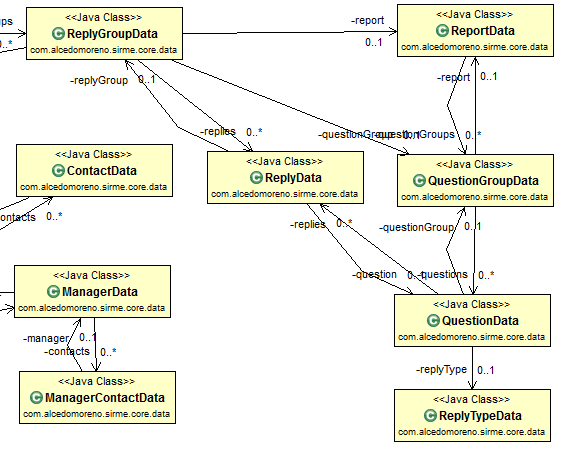 <<Java Class>>
ReplyGroupData
com.alcedomoreno.sirme.core.data
0..*
-report
0..1
<<Java Class>>
ReportData
com.alcedomoreno.sirme.core.data
-replyGroup
0..1
-replies
0..*
-questionGroup
0..1
-questionGroups
0..*
-report
0..1
<<Java Class>>
ContactData
com.alcedomoreno.sirme.core.data
contacts
0..*
<<Java Class>>
ReplyData
com.alcedomoreno.sirme.core.data
<<Java Class>>
QuestionGroupData
com.alcedomoreno.sirme.core.data
-replies
0..*
-questionGroup
0..1
-question
0..1
-questions
0..*
<<Java Class>>
ManagerData
com.alcedomoreno.sirme.core.data
<<Java Class>>
QuestionData
com.alcedomoreno.sirme.core.data
-manager
0..1
-contacts
0..*
-replyType
0..1
<<Java Class>>
ManagerContactData
com.alcedomoreno.sirme.core.data
<<Java Class>>
ReplyTypeData
com.alcedomoreno.sirme.core.data